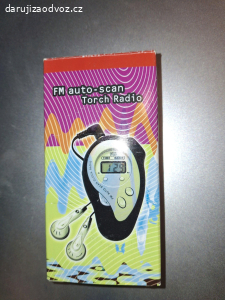 darujizaodvoz.cz
FM auto-scan
Torch Radio